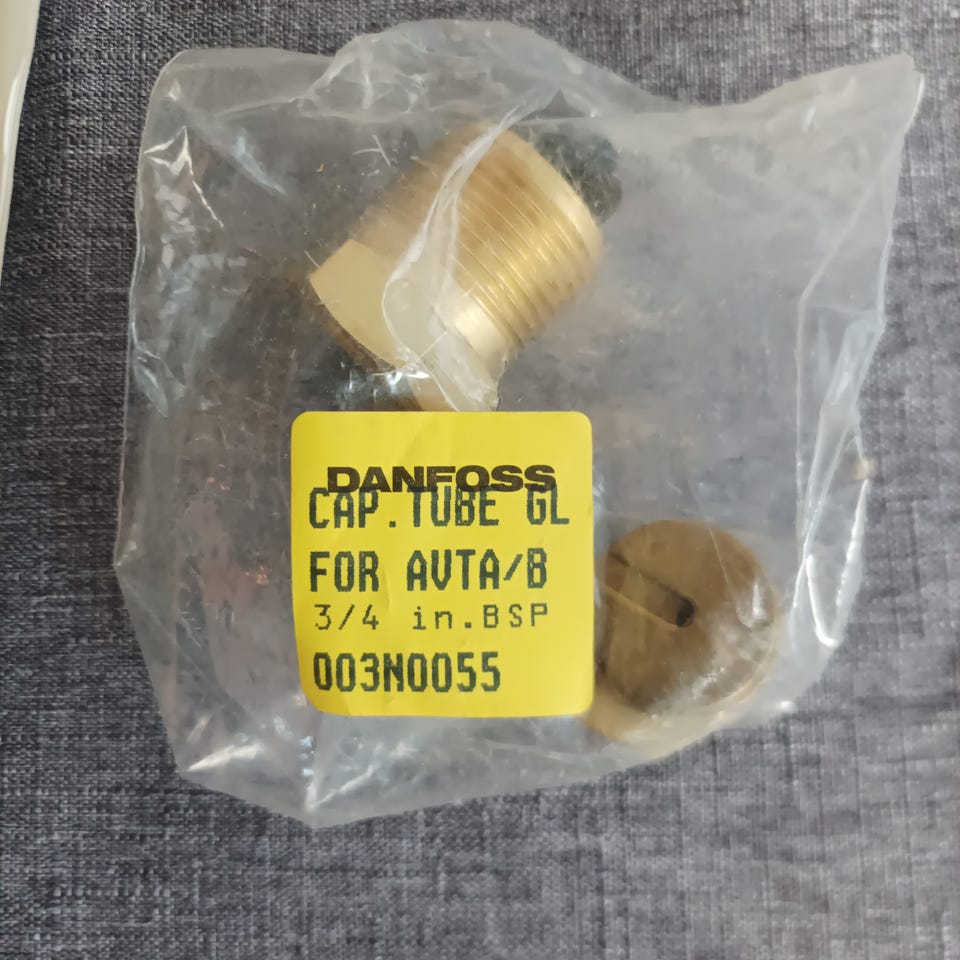 DANFOSS
CAP.TUBE GL
FOR AVTA/B
3/4 in.BSP
003N0055